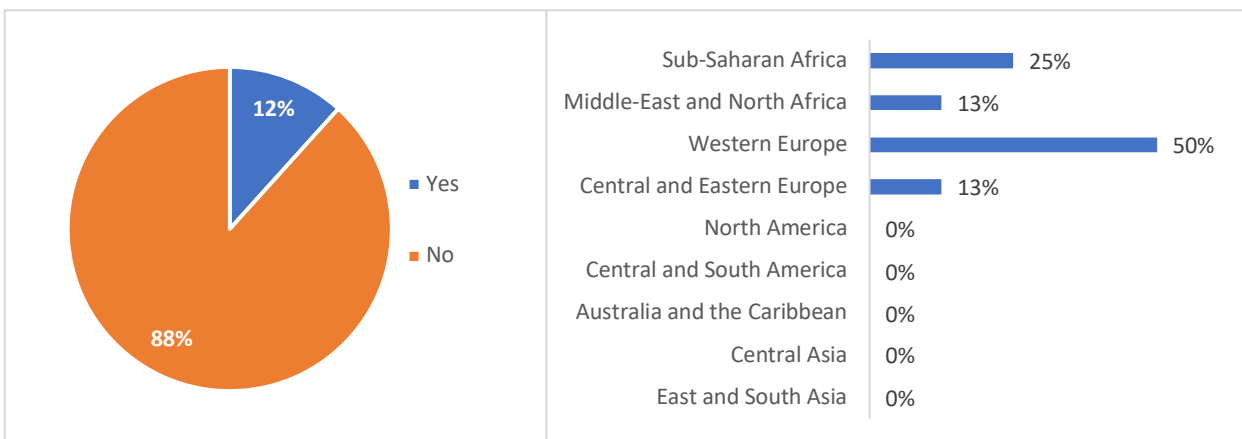 12%
88%
Yes
No
Sub-Saharan Africa 25%
Middle-East and North Africa 13%
Western Europe 50%
Central and Eastern Europe 13%
North America 0%
Central and South America 0%
Australia and the Caribbean 0%
Central Asia 0%
East and South Asia 0%